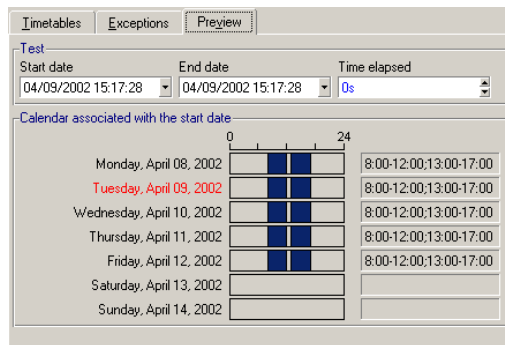 Timetables Exceptions Preview
Test
Start date End date Time elapsed
04/09/2002 15:17:28 04/09/2002 15:17:28 0s
Calendar associated with the start date
0 24
Monday, April 08, 2002 8:00-12:00;13:00-17:00
Tuesday, April 09, 2002 8:00-12:00;13:00-17:00
Wednesday, April 10, 2002 8:00-12:00;13:00-17:00
Thursday, April 11, 2002 8:00-12:00;13:00-17:00
Friday, April 12, 2002 8:00-12:00;13:00-17:00
Saturday, April 13, 2002
Sunday, April 14, 2002